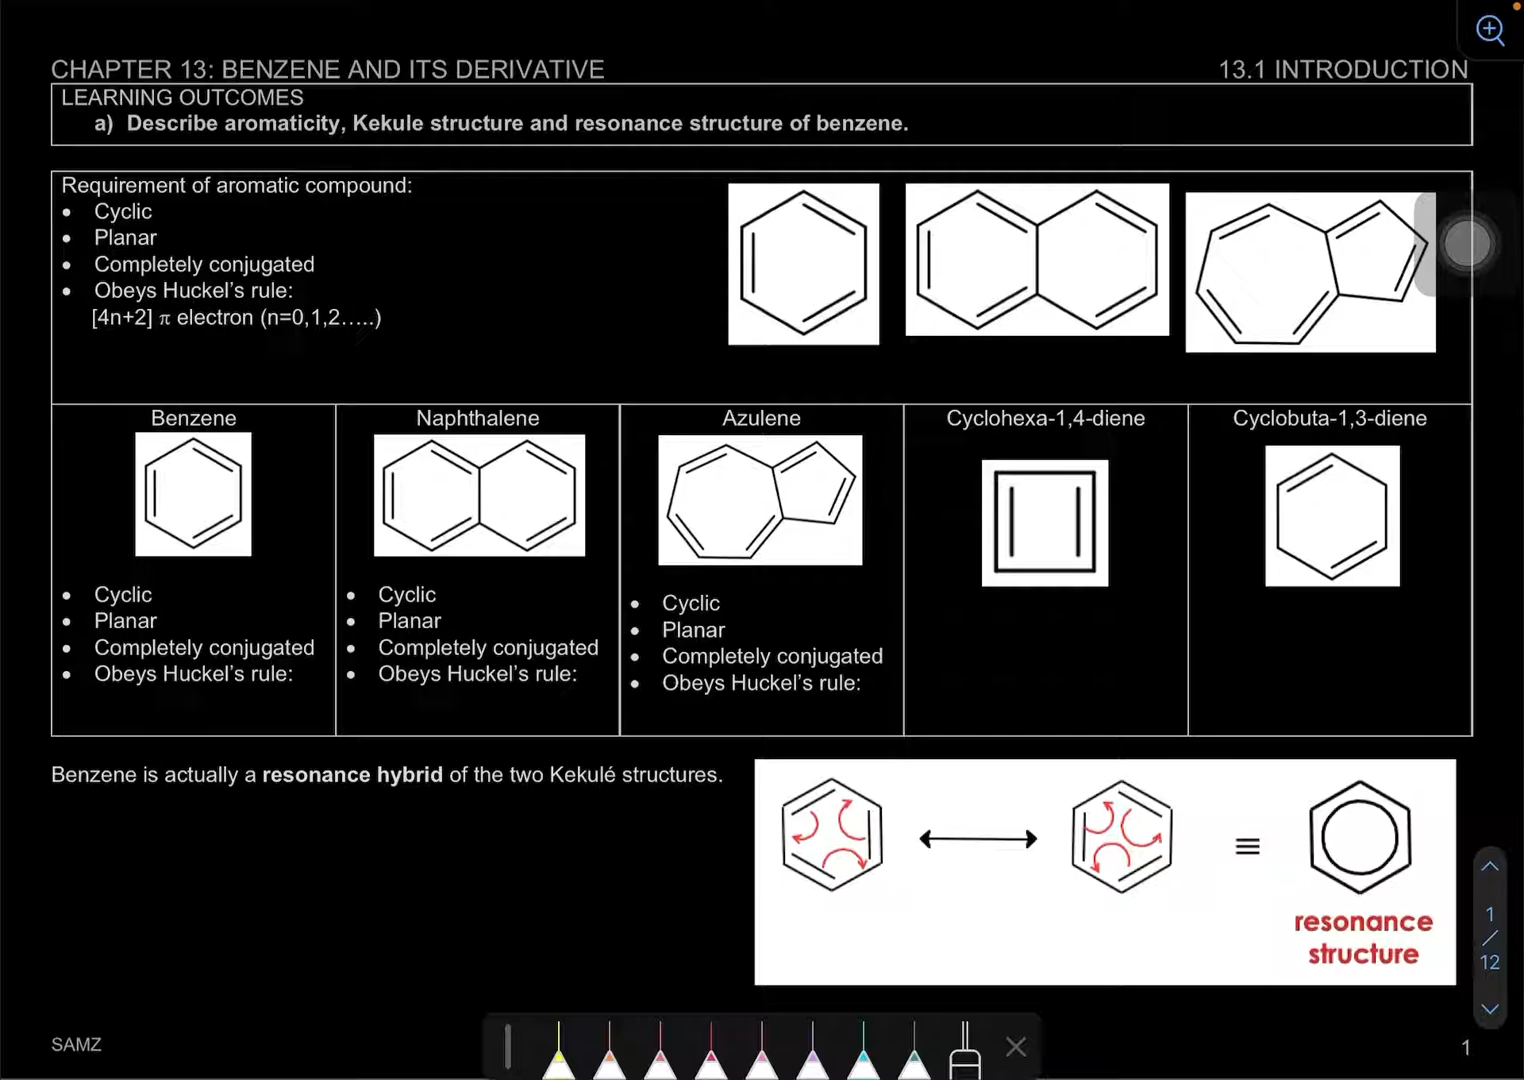 CHAPTER 13: BENZENE AND ITS DERIVATIVE
13.1 INTRODUCTION
LEARNING OUTCOMES
a) Describe aromaticity, Kekule structure and resonance structure of benzene.
Requirement of aromatic compound:
• Cyclic
• Planar
• Completely conjugated
• Obeys Huckel’s rule:
[4n+2] π electron (n=0,1,2…..)
Benzene
• Cyclic
• Planar
• Completely conjugated
• Obeys Huckel’s rule:
Naphthalene
• Cyclic
• Planar
• Completely conjugated
• Obeys Huckel’s rule:
Azulene
• Cyclic
• Planar
• Completely conjugated
• Obeys Huckel’s rule:
Cyclohexa-1,4-diene
Cyclobuta-1,3-diene
Benzene is actually a resonance hybrid of the two Kekulé structures.
≡
resonance
structure
1
/
12
SAMZ
1